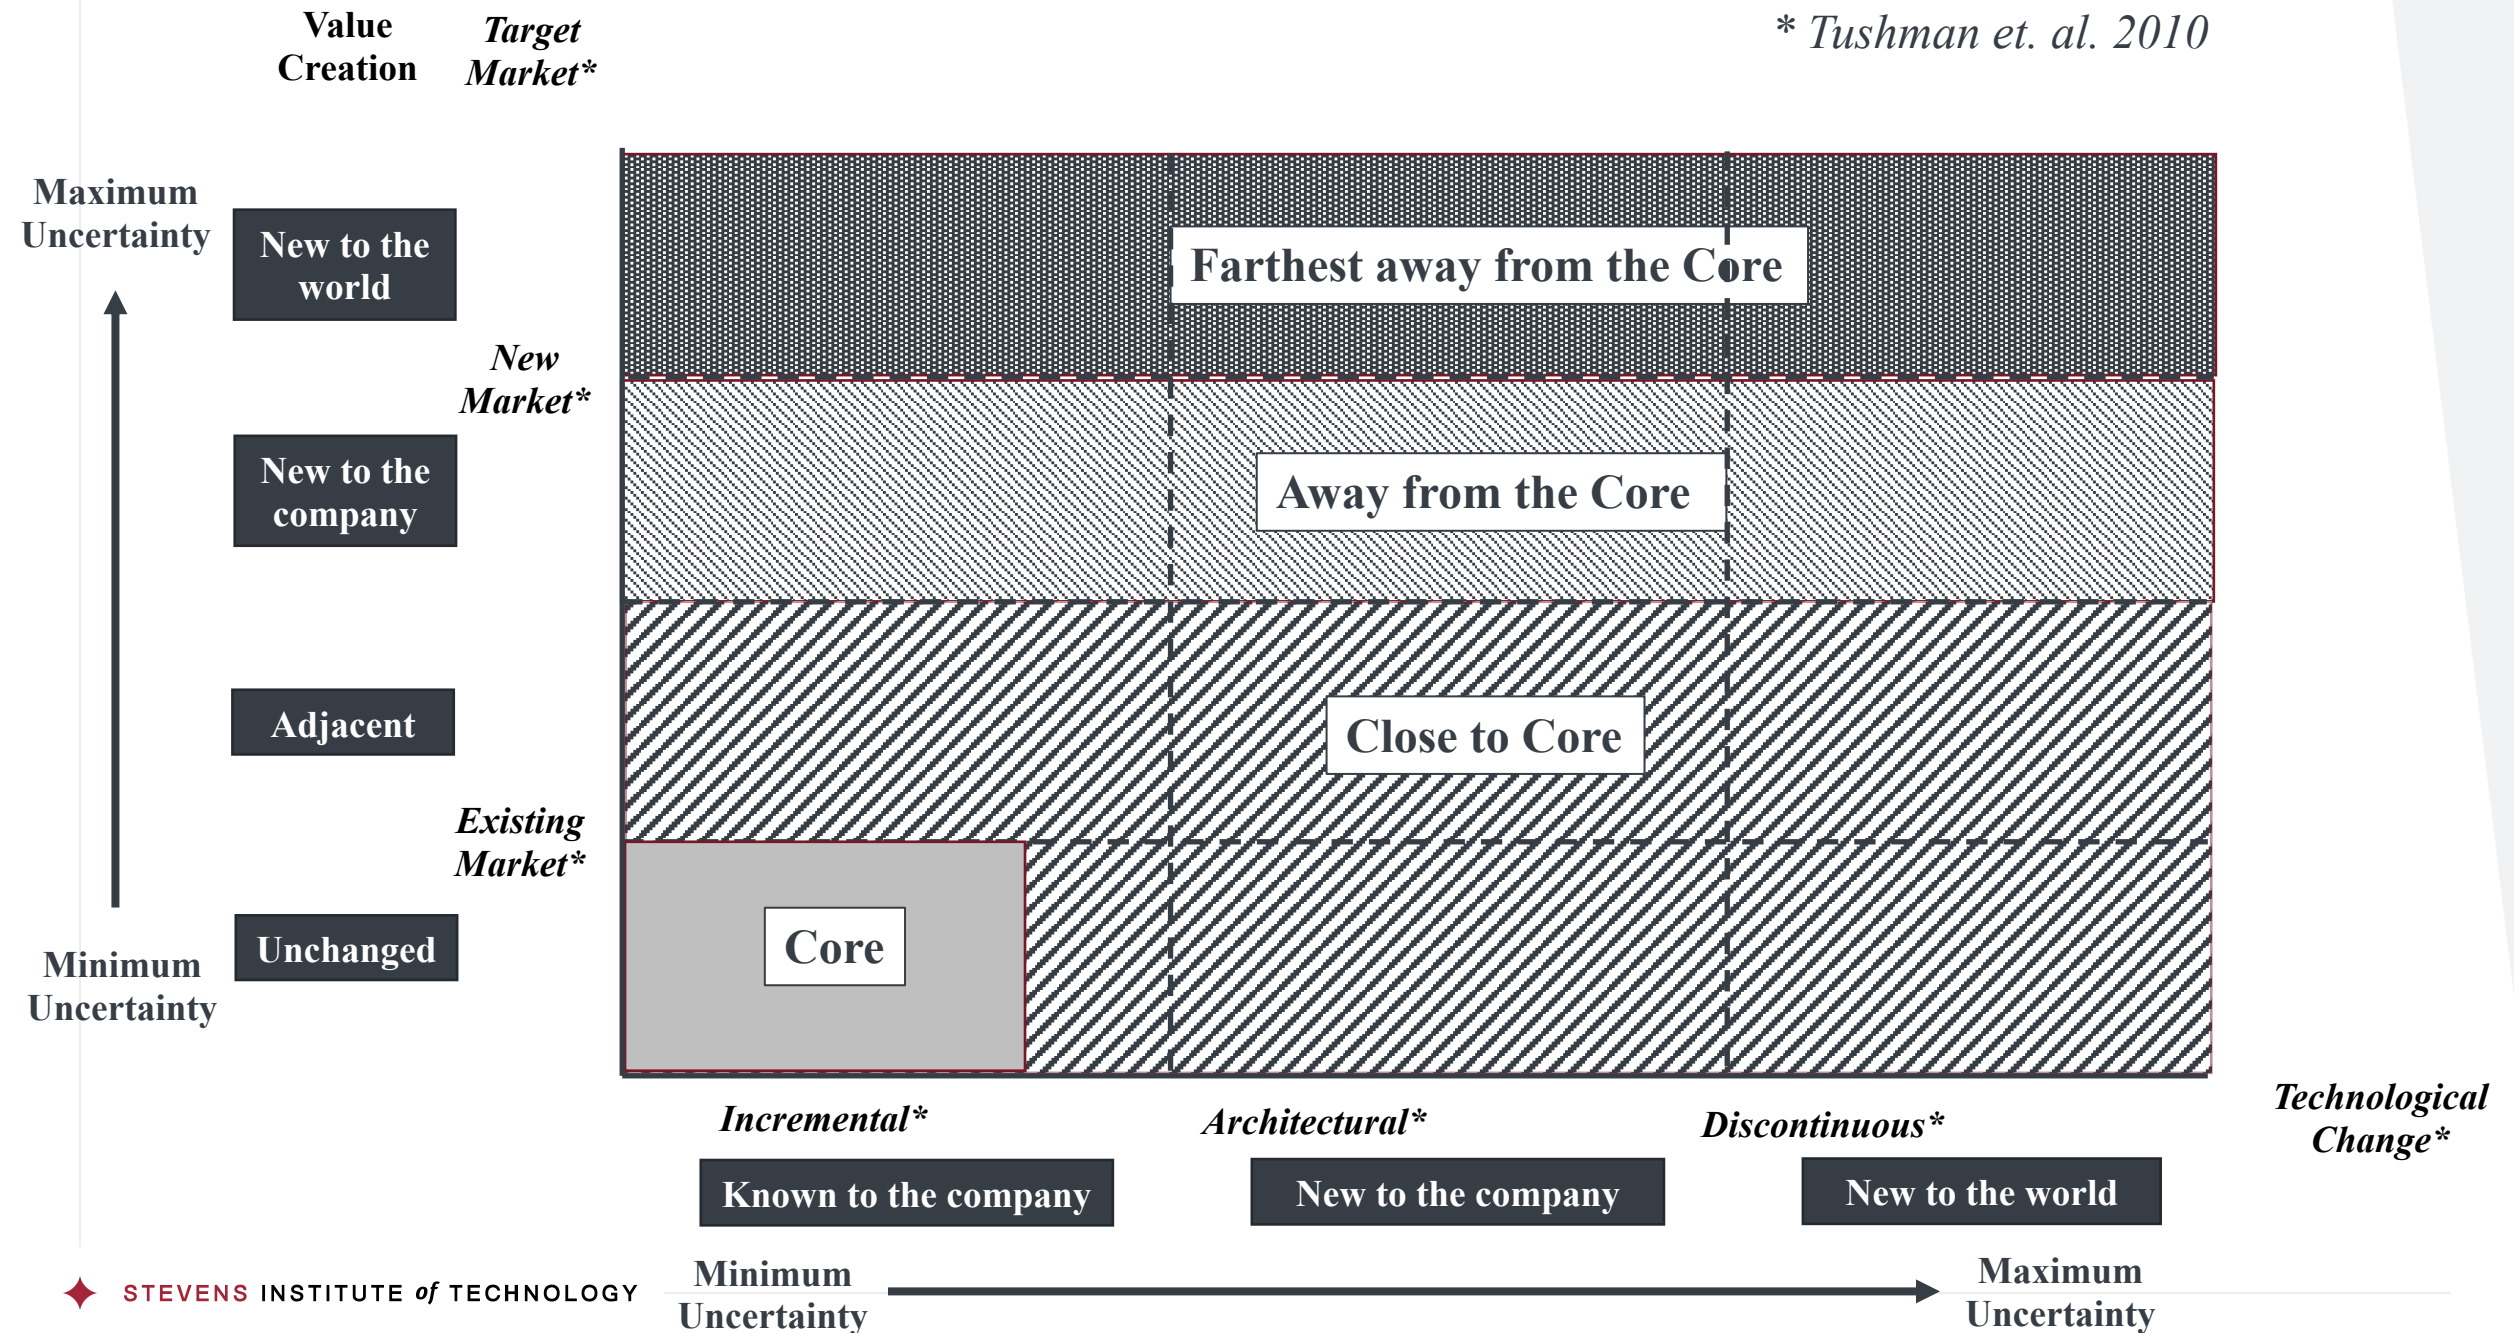 Value
Creation
Target
Market*
* Tushman et. al. 2010
Maximum
Uncertainty
New to the
world
Farthest away from the Core
New
Market*
New to the
company
Away from the Core
Adjacent
Close to Core
Existing
Market*
Unchanged
Core
Minimum
Uncertainty
Incremental*
Architectural*
Discontinuous*
Technological
Change*
Known to the company
New to the company
New to the world
STEVENS INSTITUTE of TECHNOLOGY
Minimum
Uncertainty
Maximum
Uncertainty